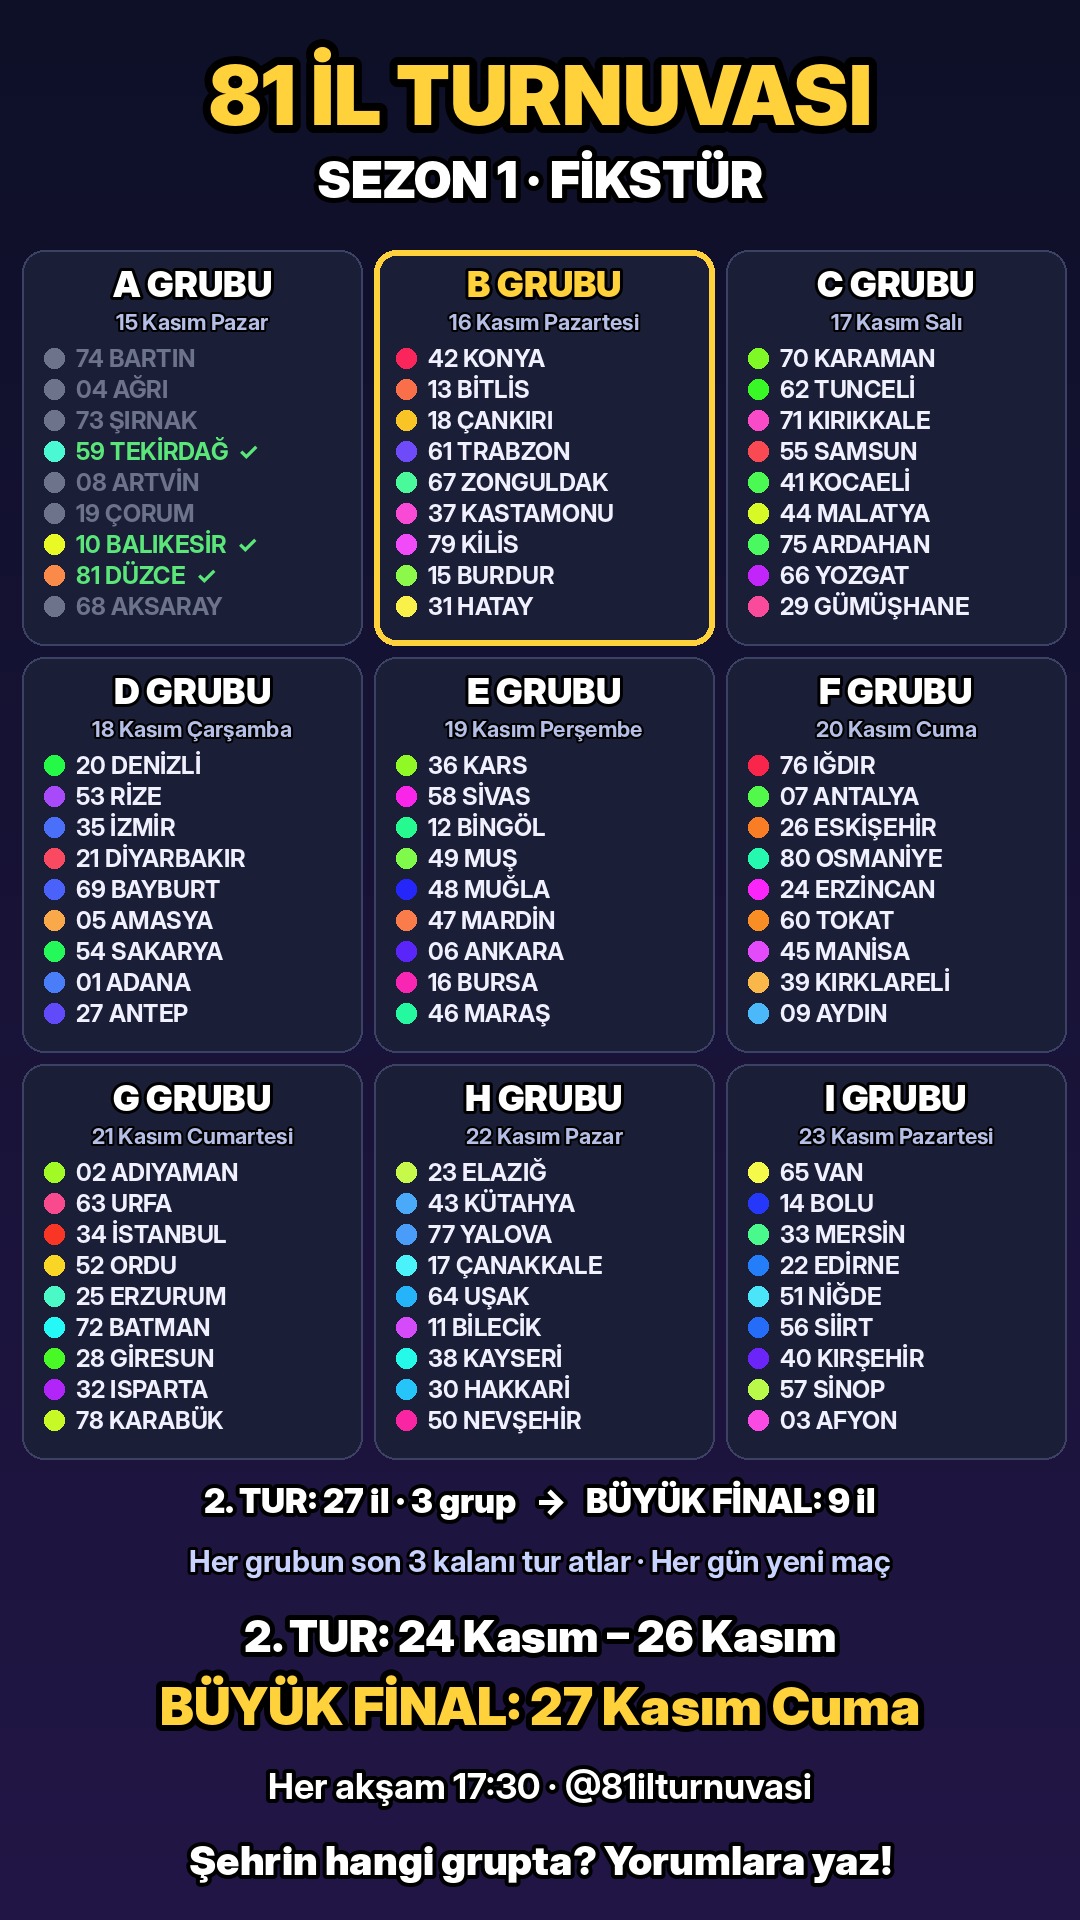 81 İL TURNUVASI
SEZON 1 · FİKSTÜR
A GRUBU
15 Kasım Pazar
74 BARTIN
04 AĞRI
73 ŞIRNAK
59 TEKİRDAĞ ✓
08 ARTVİN
19 ÇORUM
10 BALIKESİR ✓
81 DÜZCE ✓
68 AKSARAY
B GRUBU
16 Kasım Pazartesi
42 KONYA
13 BİTLİS
18 ÇANKIRI
61 TRABZON
67 ZONGULDAK
37 KASTAMONU
79 KİLİS
15 BURDUR
31 HATAY
C GRUBU
17 Kasım Salı
70 KARAMAN
62 TUNCELİ
71 KIRIKKALE
55 SAMSUN
41 KOCAELİ
44 MALATYA
75 ARDAHAN
66 YOZGAT
29 GÜMÜŞHANE
D GRUBU
18 Kasım Çarşamba
20 DENİZLİ
53 RİZE
35 İZMİR
21 DİYARBAKIR
69 BAYBURT
05 AMASYA
54 SAKARYA
01 ADANA
27 ANTEP
E GRUBU
19 Kasım Perşembe
36 KARS
58 SİVAS
12 BİNGÖL
49 MUŞ
48 MUĞLA
47 MARDİN
06 ANKARA
16 BURSA
46 MARAŞ
F GRUBU
20 Kasım Cuma
76 IĞDIR
07 ANTALYA
26 ESKİŞEHİR
80 OSMANİYE
24 ERZİNCAN
60 TOKAT
45 MANİSA
39 KIRKLARELİ
09 AYDIN
G GRUBU
21 Kasım Cumartesi
02 ADIYAMAN
63 URFA
34 İSTANBUL
52 ORDU
25 ERZURUM
72 BATMAN
28 GİRESUN
32 ISPARTA
78 KARABÜK
H GRUBU
22 Kasım Pazar
23 ELAZIĞ
43 KÜTAHYA
77 YALOVA
17 ÇANAKKALE
64 UŞAK
11 BİLECİK
38 KAYSERİ
30 HAKKARİ
50 NEVŞEHİR
I GRUBU
23 Kasım Pazartesi
65 VAN
14 BOLU
33 MERSİN
22 EDİRNE
51 NİĞDE
56 SİİRT
40 KIRŞEHİR
57 SİNOP
03 AFYON
2. TUR: 27 il · 3 grup → BÜYÜK FİNAL: 9 il
Her grubun son 3 kalanı tur atlar · Her gün yeni maç
2. TUR: 24 Kasım – 26 Kasım
BÜYÜK FİNAL: 27 Kasım Cuma
Her akşam 17:30 · @81ilturnuvasi
Şehrin hangi grupta? Yorumlara yaz!